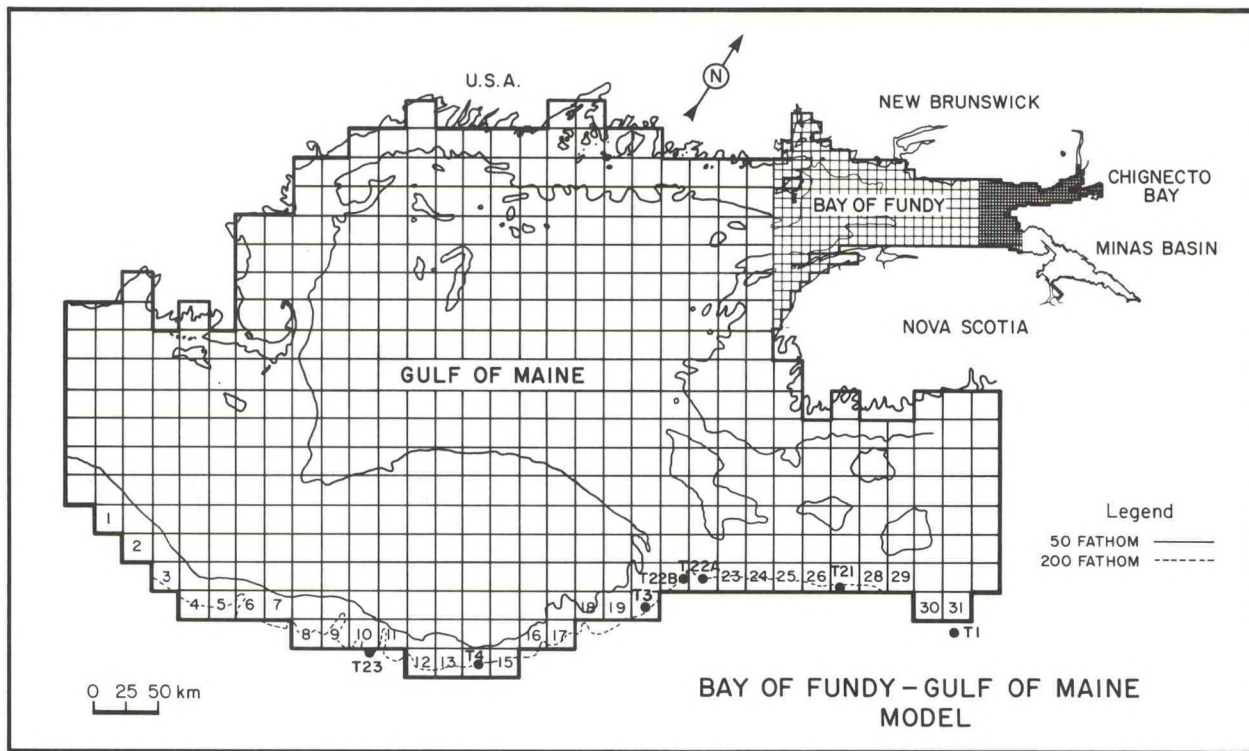 U.S.A.
N
NEW BRUNSWICK
CHIGNECTO
BAY
BAY OF FUNDY
MINAS BASIN
NOVA SCOTIA
GULF OF MAINE
Legend
50 FATHOM
200 FATHOM
1
2
3
4 5 6 7
8 9 10 11
12 13 T4 15
16 17
18 19 T3
T22B T22A 23 24 25 26 T21 28 29
30 31
T1
T23
0 25 50 km
BAY OF FUNDY – GULF OF MAINE
MODEL